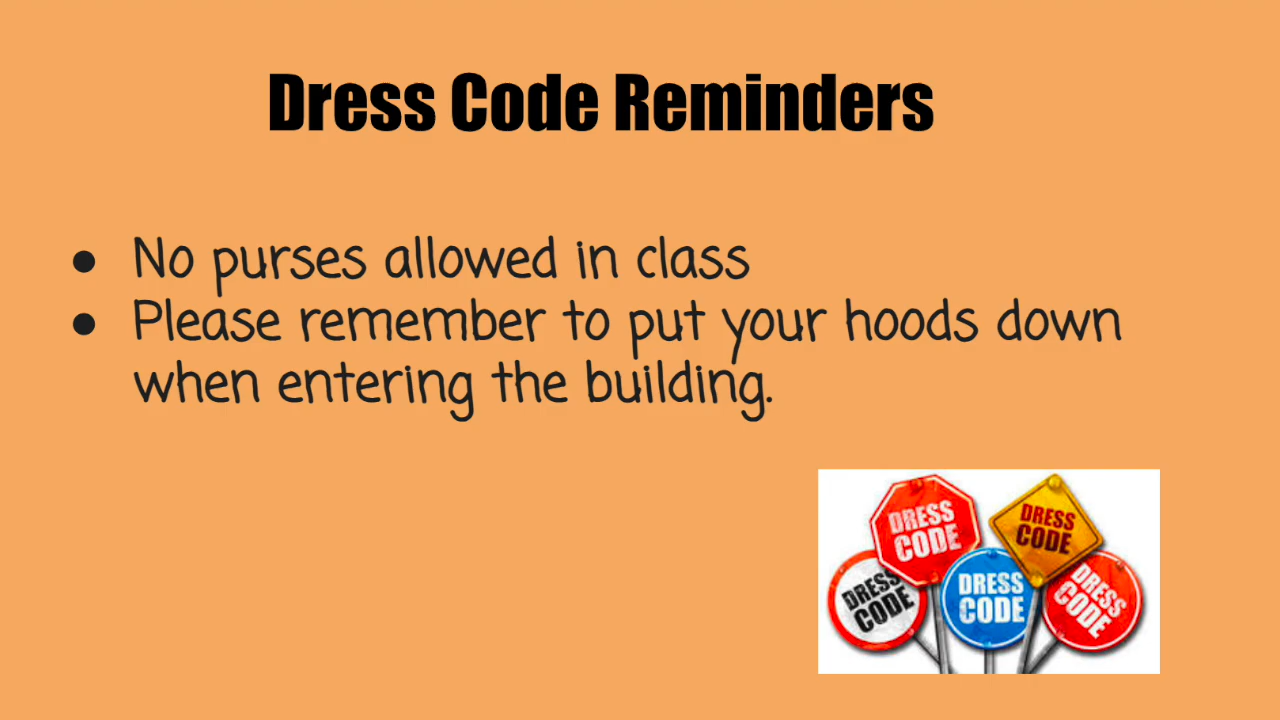 Dress Code Reminders
● No purses allowed in class
● Please remember to put your hoods down
when entering the building.
DRESS
CODE
DRESS
CODE
DRESS
CODE
DRESS
CODE
DRESS
CODE